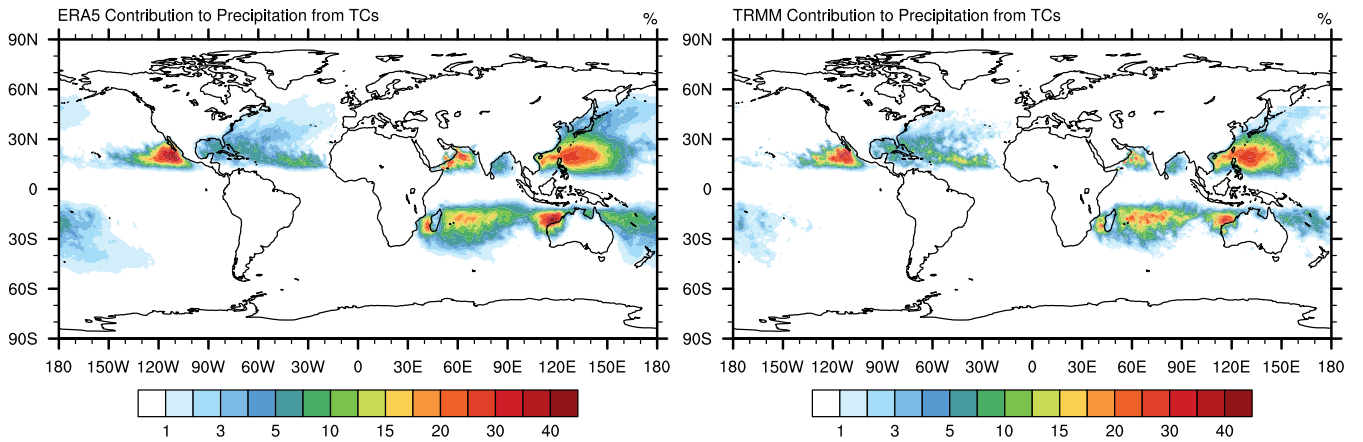 ERA5 Contribution to Precipitation from TCs %
90N
60N
30N
0
30S
60S
90S
180 150W 120W 90W 60W 30W 0 30E 60E 90E 120E 150E 180
1 3 5 10 15 20 30 40
TRMM Contribution to Precipitation from TCs %
90N
60N
30N
0
30S
60S
90S
180 150W 120W 90W 60W 30W 0 30E 60E 90E 120E 150E 180
1 3 5 10 15 20 30 40